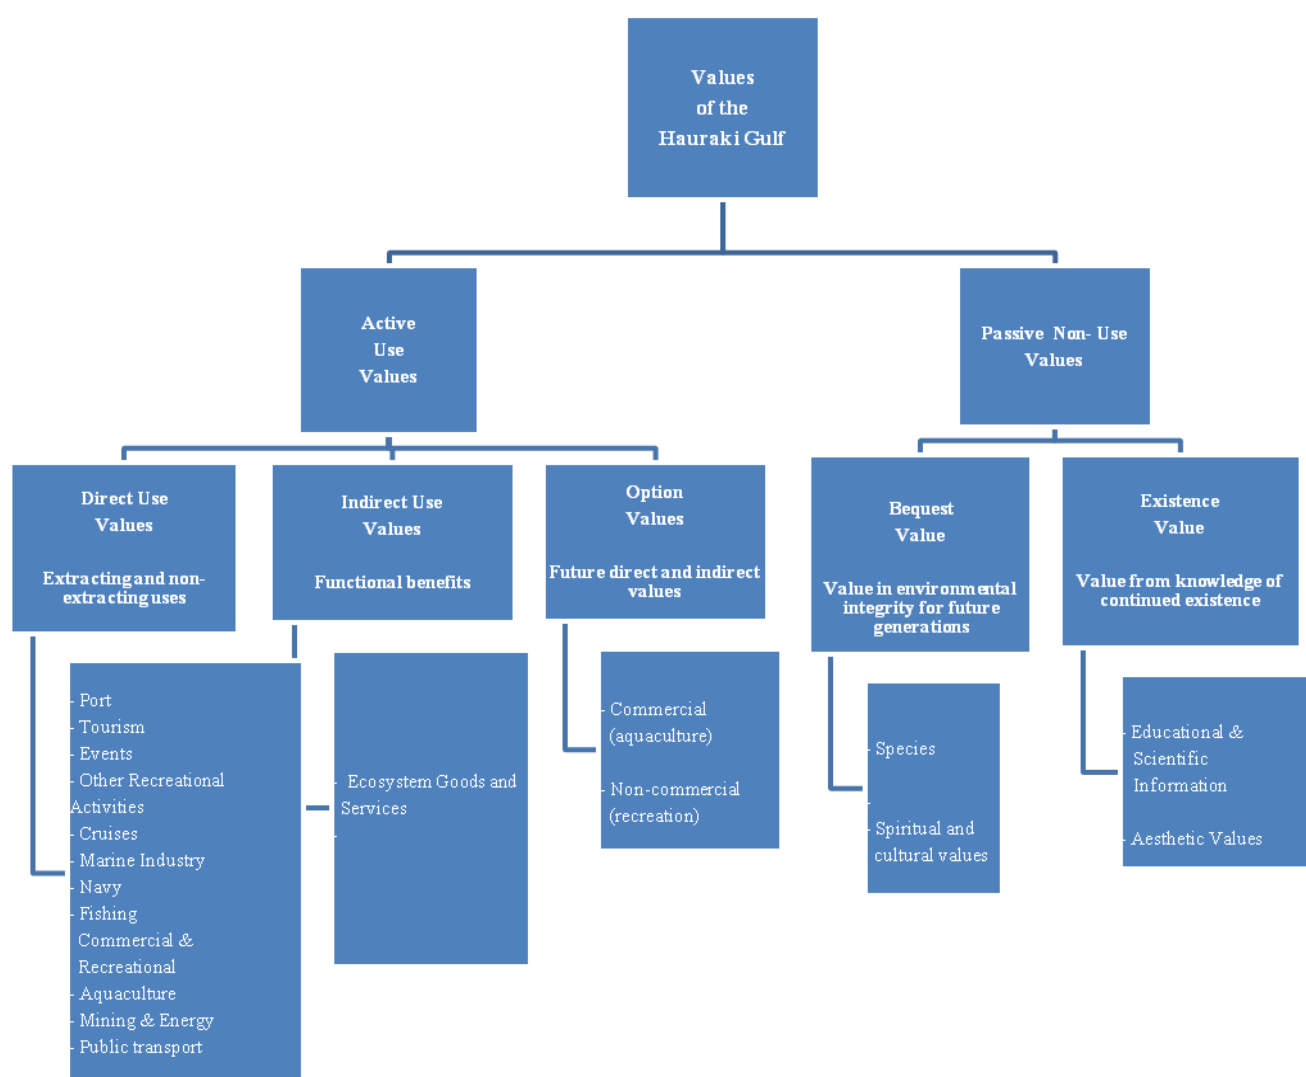 Values
of the
Hauraki Gulf
Active
Use
Values
Passive Non- Use
Values
Direct Use
Values
Extracting and non-
extracting uses
Indirect Use
Values
Functional benefits
Option
Values
Future direct and indirect
values
Bequest
Value
Value in environmental
integrity for future
generations
Existence
Value
Value from knowledge of
continued existence
- Port
- Tourism
- Events
- Other Recreational
Activities
- Cruises
- Marine Industry
- Navy
- Fishing
Commercial &
Recreational
- Aquaculture
- Mining & Energy
- Public transport
- Ecosystem Goods and
Services
-
- Commercial
(aquaculture)
- Non-commercial
(recreation)
- Species
-
- Spiritual and
cultural values
- Educational &
Scientific
Information
- Aesthetic Values